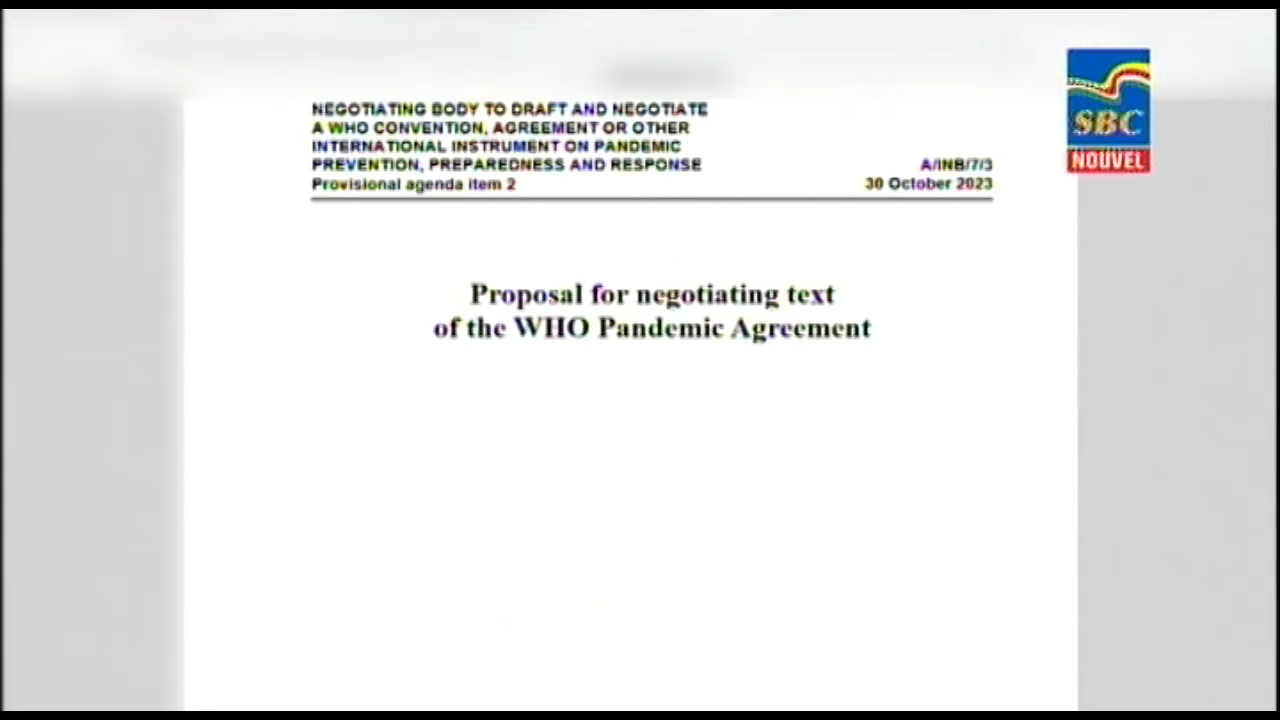 NEGOTIATING BODY TO DRAFT AND NEGOTIATE
A WHO CONVENTION, AGREEMENT OR OTHER
INTERNATIONAL INSTRUMENT ON PANDEMIC
PREVENTION, PREPAREDNESS AND RESPONSE
A/INB/7/3
Provisional agenda item 2
30 October 2023
Proposal for negotiating text
of the WHO Pandemic Agreement
SBC
NOUVEL